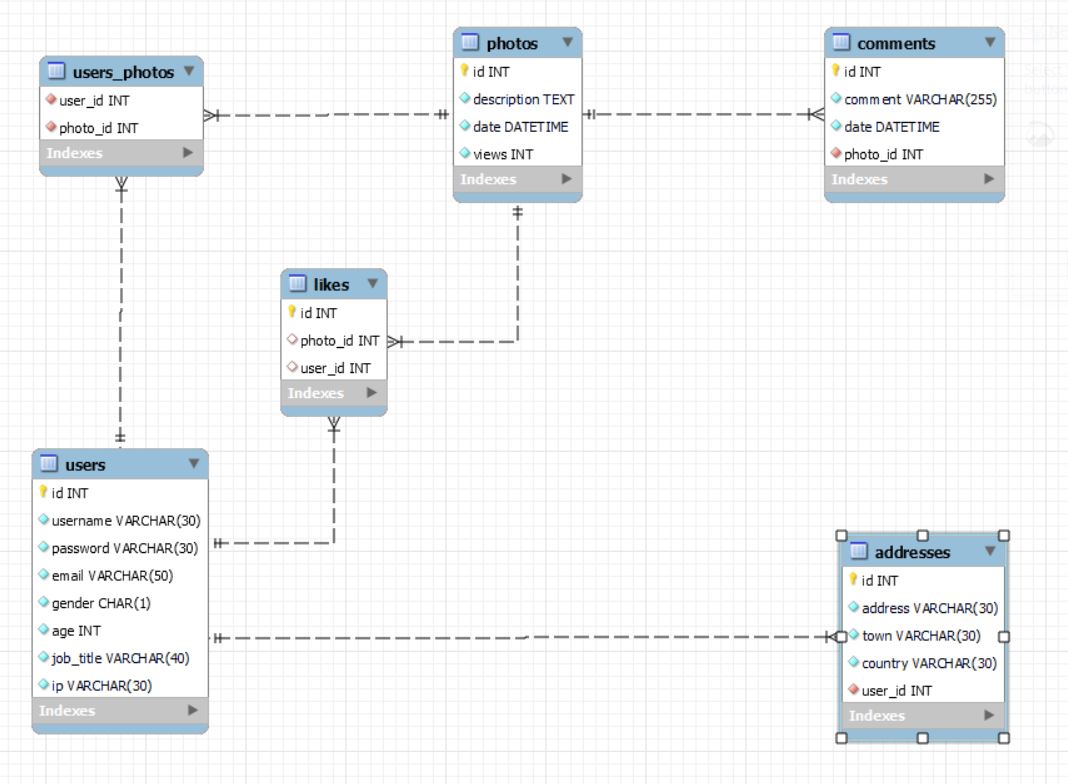 users_photos
user_id INT
photo_id INT
Indexes
photos
id INT
description TEXT
date DATETIME
views INT
Indexes
comments
id INT
comment VARCHAR(255)
date DATETIME
photo_id INT
Indexes
likes
id INT
photo_id INT
user_id INT
Indexes
users
id INT
username VARCHAR(30)
password VARCHAR(30)
email VARCHAR(50)
gender CHAR(1)
age INT
job_title VARCHAR(40)
ip VARCHAR(30)
Indexes
addresses
id INT
address VARCHAR(30)
town VARCHAR(30)
country VARCHAR(30)
user_id INT
Indexes